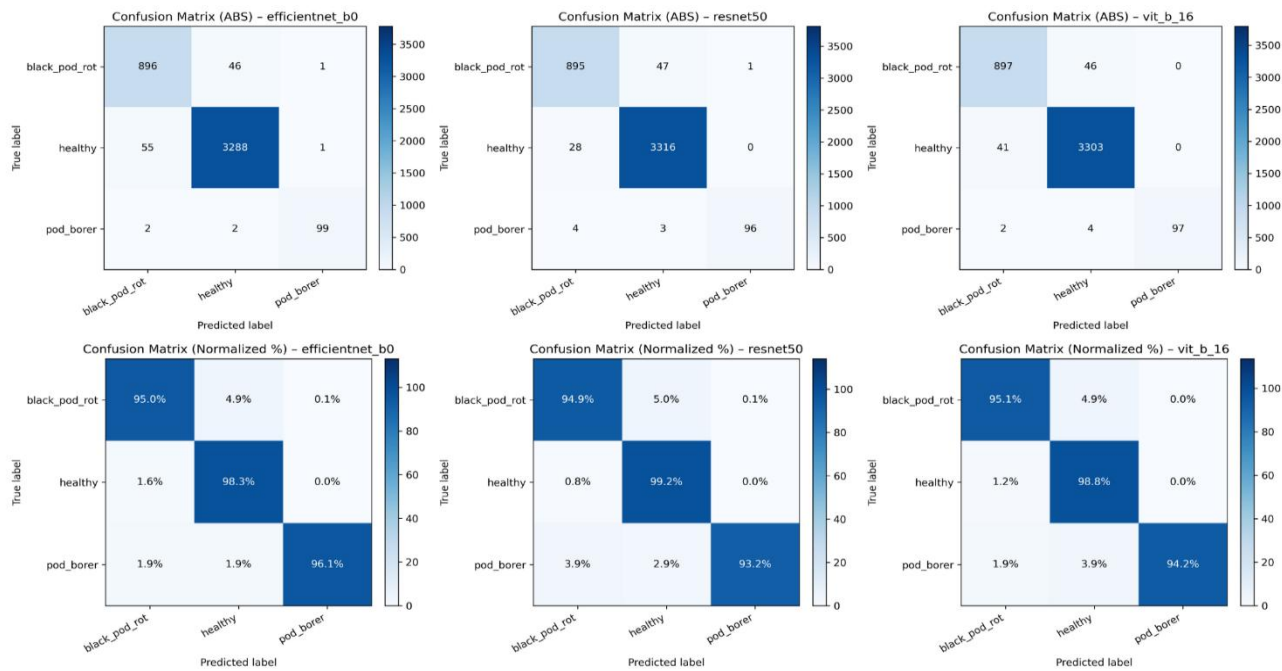 Confusion Matrix (ABS) – efficientnet_b0
True label
black_pod_rot
healthy
pod_borer
896 46 1
55 3288 1
2 2 99
3500
3000
2500
2000
1500
1000
500
0
black_pod_rot healthy pod_borer
Predicted label
Confusion Matrix (ABS) – resnet50
True label
black_pod_rot
healthy
pod_borer
895 47 1
28 3316 0
4 3 96
3500
3000
2500
2000
1500
1000
500
0
black_pod_rot healthy pod_borer
Predicted label
Confusion Matrix (ABS) – vit_b_16
True label
black_pod_rot
healthy
pod_borer
897 46 0
41 3303 0
2 4 97
3500
3000
2500
2000
1500
1000
500
0
black_pod_rot healthy pod_borer
Predicted label
Confusion Matrix (Normalized %) – efficientnet_b0
True label
black_pod_rot
healthy
pod_borer
95.0% 4.9% 0.1%
1.6% 98.3% 0.0%
1.9% 1.9% 96.1%
100
80
60
40
20
0
black_pod_rot healthy pod_borer
Predicted label
Confusion Matrix (Normalized %) – resnet50
True label
black_pod_rot
healthy
pod_borer
94.9% 5.0% 0.1%
0.8% 99.2% 0.0%
3.9% 2.9% 93.2%
100
80
60
40
20
0
black_pod_rot healthy pod_borer
Predicted label
Confusion Matrix (Normalized %) – vit_b_16
True label
black_pod_rot
healthy
pod_borer
95.1% 4.9% 0.0%
1.2% 98.8% 0.0%
1.9% 3.9% 94.2%
100
80
60
40
20
0
black_pod_rot healthy pod_borer
Predicted label